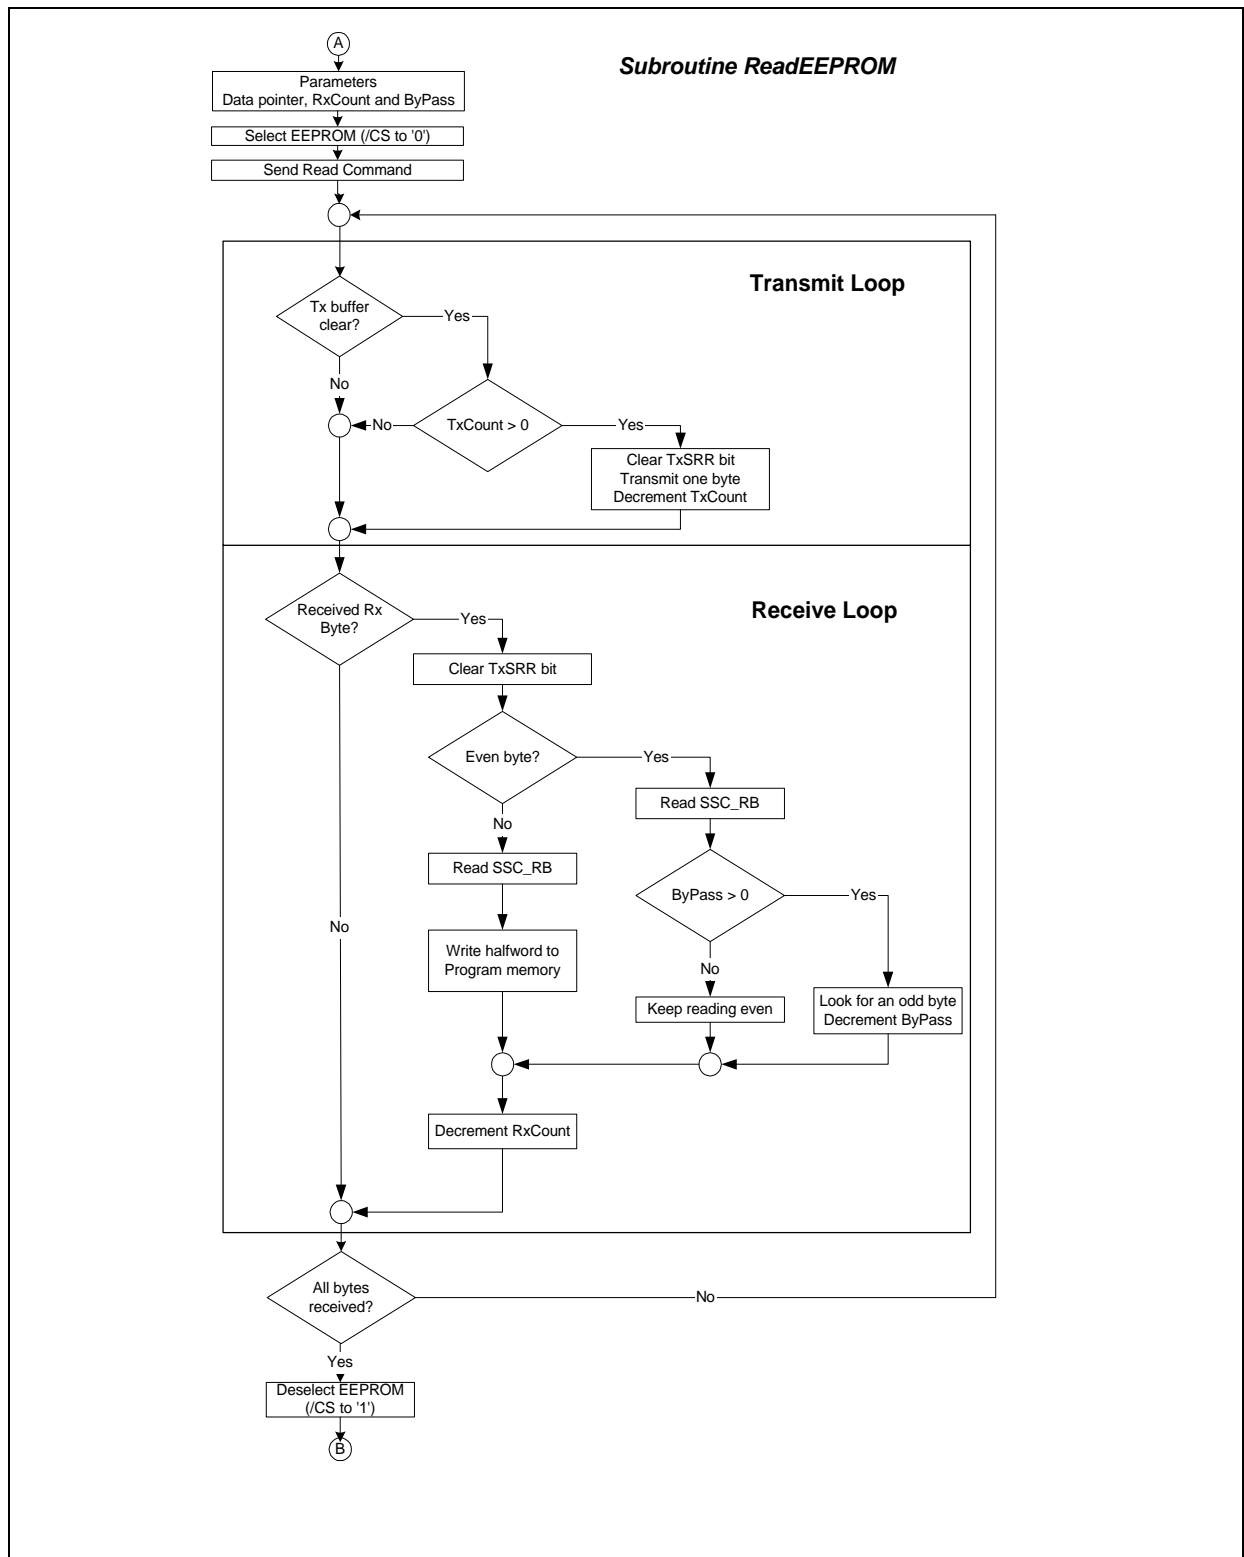 A
Subroutine ReadEEPROM
Parameters
Data pointer, RxCount and ByPass
Select EEPROM (/CS to '0')
Send Read Command
Transmit Loop
Tx buffer
clear?
Yes
No
TxCount > 0
No
Yes
Clear TxSRR bit
Transmit one byte
Decrement TxCount
Receive Loop
Received Rx
Byte?
Yes
Clear TxSRR bit
Even byte?
Yes
Read SSC_RB
No
Read SSC_RB
ByPass > 0
Yes
No
Write halfword to
Program memory
No
Look for an odd byte
Decrement ByPass
Keep reading even
Decrement RxCount
All bytes
received?
No
Yes
Deselect EEPROM
(/CS to '1')
B